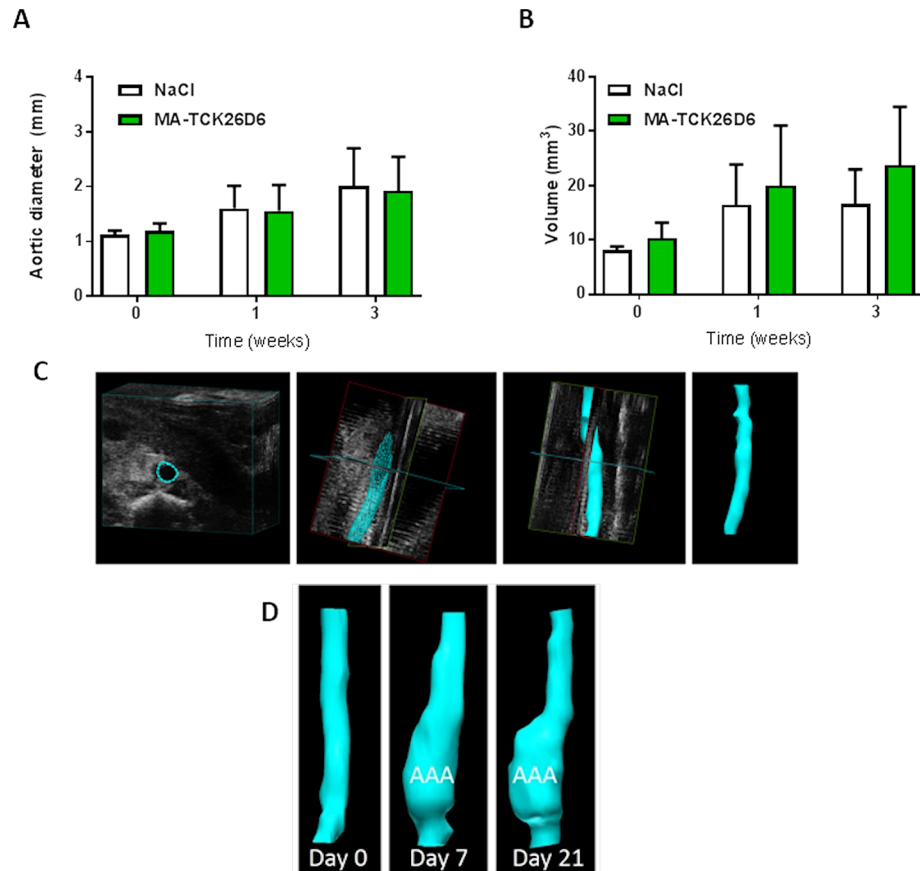 A
Aortic diameter (mm)
4
3
2
1
0
NaCl
MA-TCK26D6
0 1 3
Time (weeks)
B
Volume (mm³)
40
30
20
10
0
NaCl
MA-TCK26D6
0 1 3
Time (weeks)
C
D
AAA AAA
Day 0 Day 7 Day 21